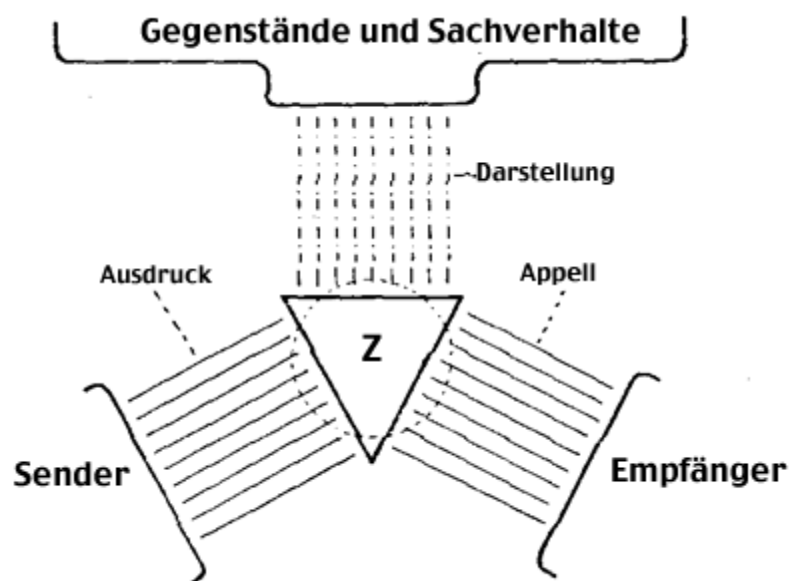 Gegenstände und Sachverhalte
Darstellung
Ausdruck
Appell
Z
Sender
Empfänger